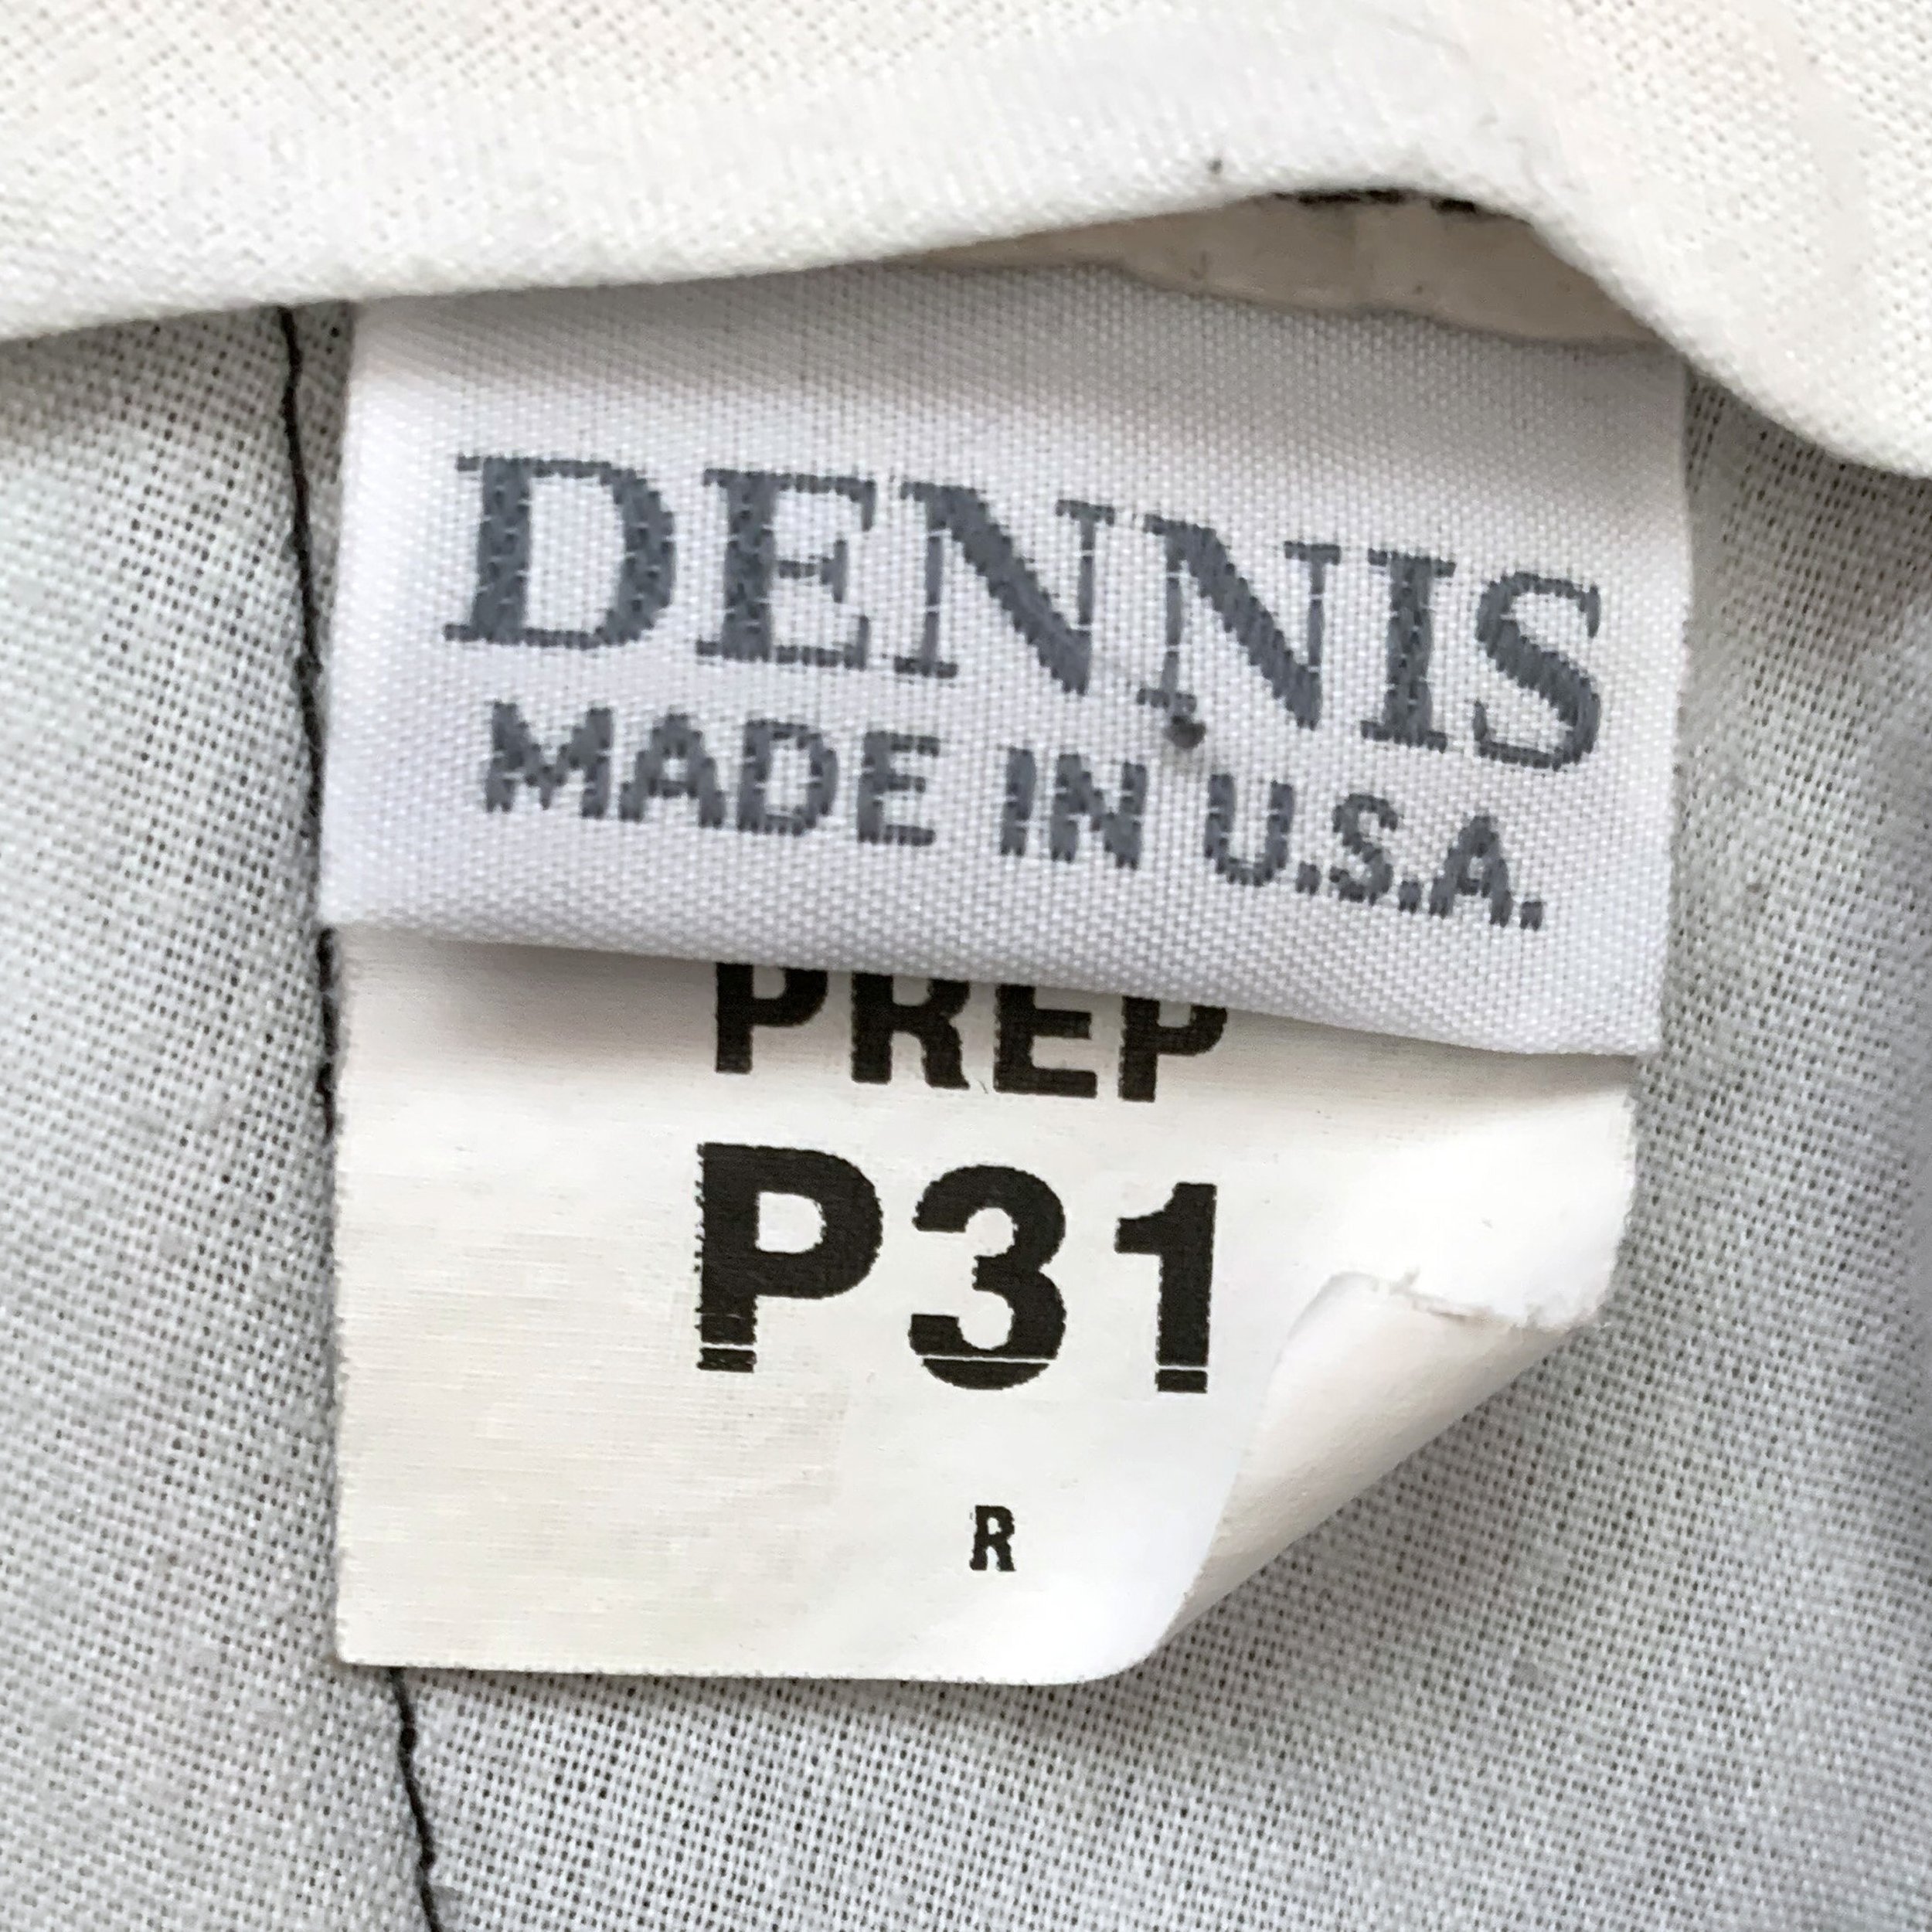 DENNIS
MADE IN U.S.A.
PREP
P31
R